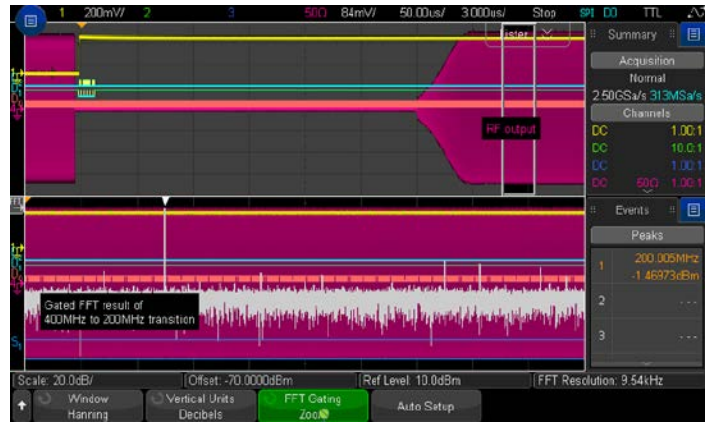 1 200mV/ 2 3 50Ω 84mV/ 50.00us/ 3.000us/ Stop SPI D0 TTL
Summary
Acquisition
Normal
2.50GSa/s 313MSa/s
Channels
DC 1.00:1
DC 10.0:1
DC 1.00:1
DC 50Ω 1.00:1
RF output
FFT
Events
Peaks
1 200.005MHz
-1.46973dBm
2 ---
3 ---
Gated FFT result of
400MHz to 200MHz transition
S1
Scale: 20.0dB/ Offset: -70.0000dBm Ref Level: 10.0dBm FFT Resolution: 9.54kHz
Window
Hanning
Vertical Units
Decibels
FFT Gating
Zoom
Auto Setup